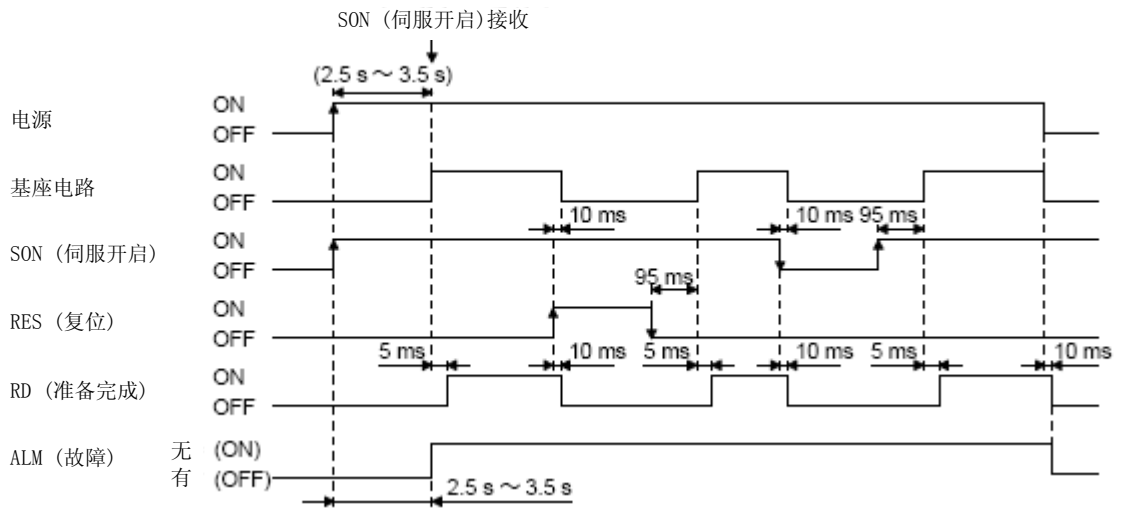 SON (伺服开启)接收
(2.5 s～3.5 s)
电源
ON
OFF
基座电路
ON
OFF
10 ms
10 ms
95 ms
SON (伺服开启)
ON
OFF
95 ms
RES (复位)
ON
OFF
5 ms
10 ms
5 ms
10 ms
5 ms
10 ms
RD (准备完成)
ON
OFF
ALM (故障)
无 (ON)
有 (OFF)
2.5 s～3.5 s